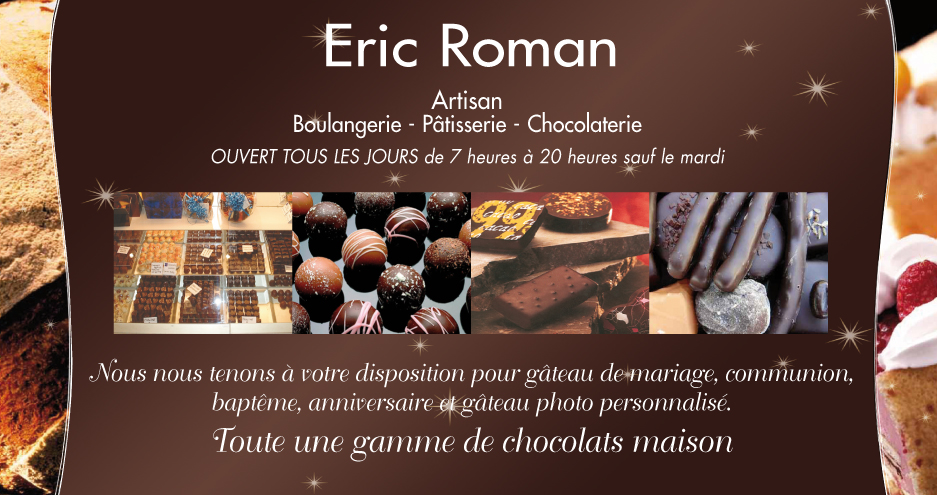 Eric Roman
Artisan
Boulangerie - Pâtisserie - Chocolaterie
OUVERT TOUS LES JOURS de 7 heures à 20 heures sauf le mardi
Nous nous tenons à votre disposition pour gâteau de mariage, communion,
baptême, anniversaire et gâteau photo personnalisé.
Toute une gamme de chocolats maison